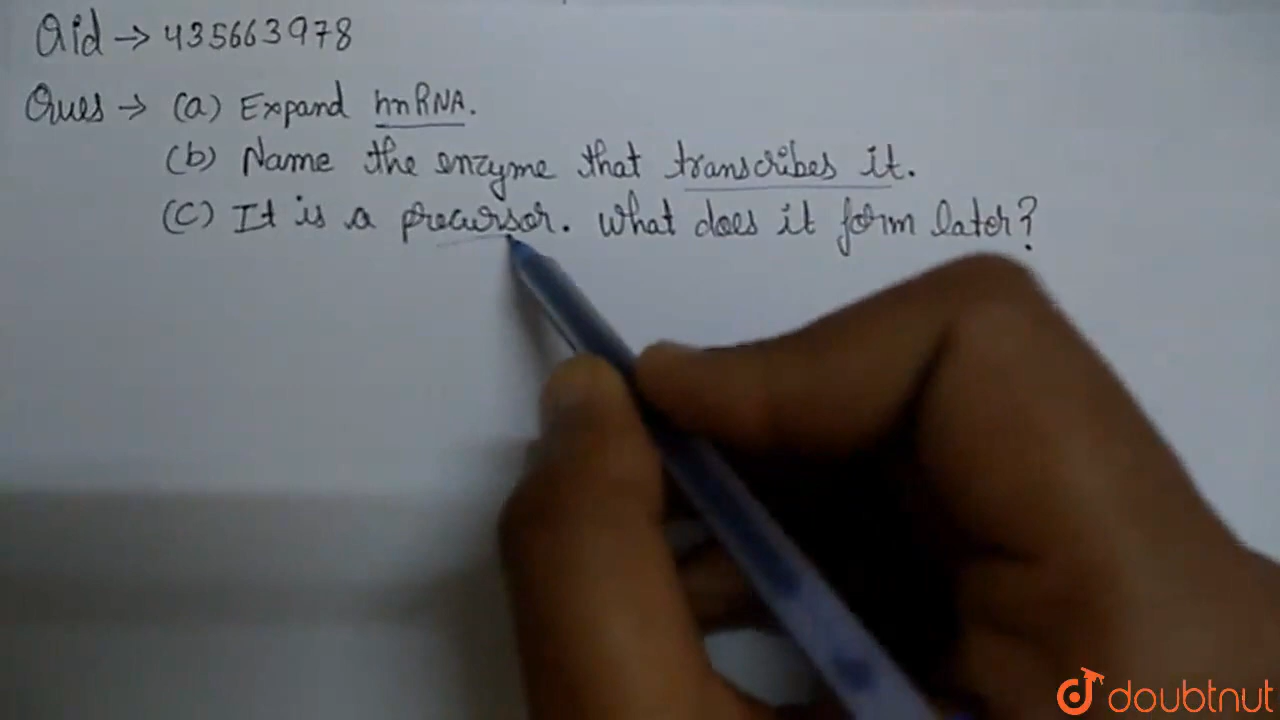 Qid → 435663978
Ques → (a) Expand hnRNA.
(b) Name the enzyme that transcribes it.
(C) It is a precursor. What does it form later?
doubtnut